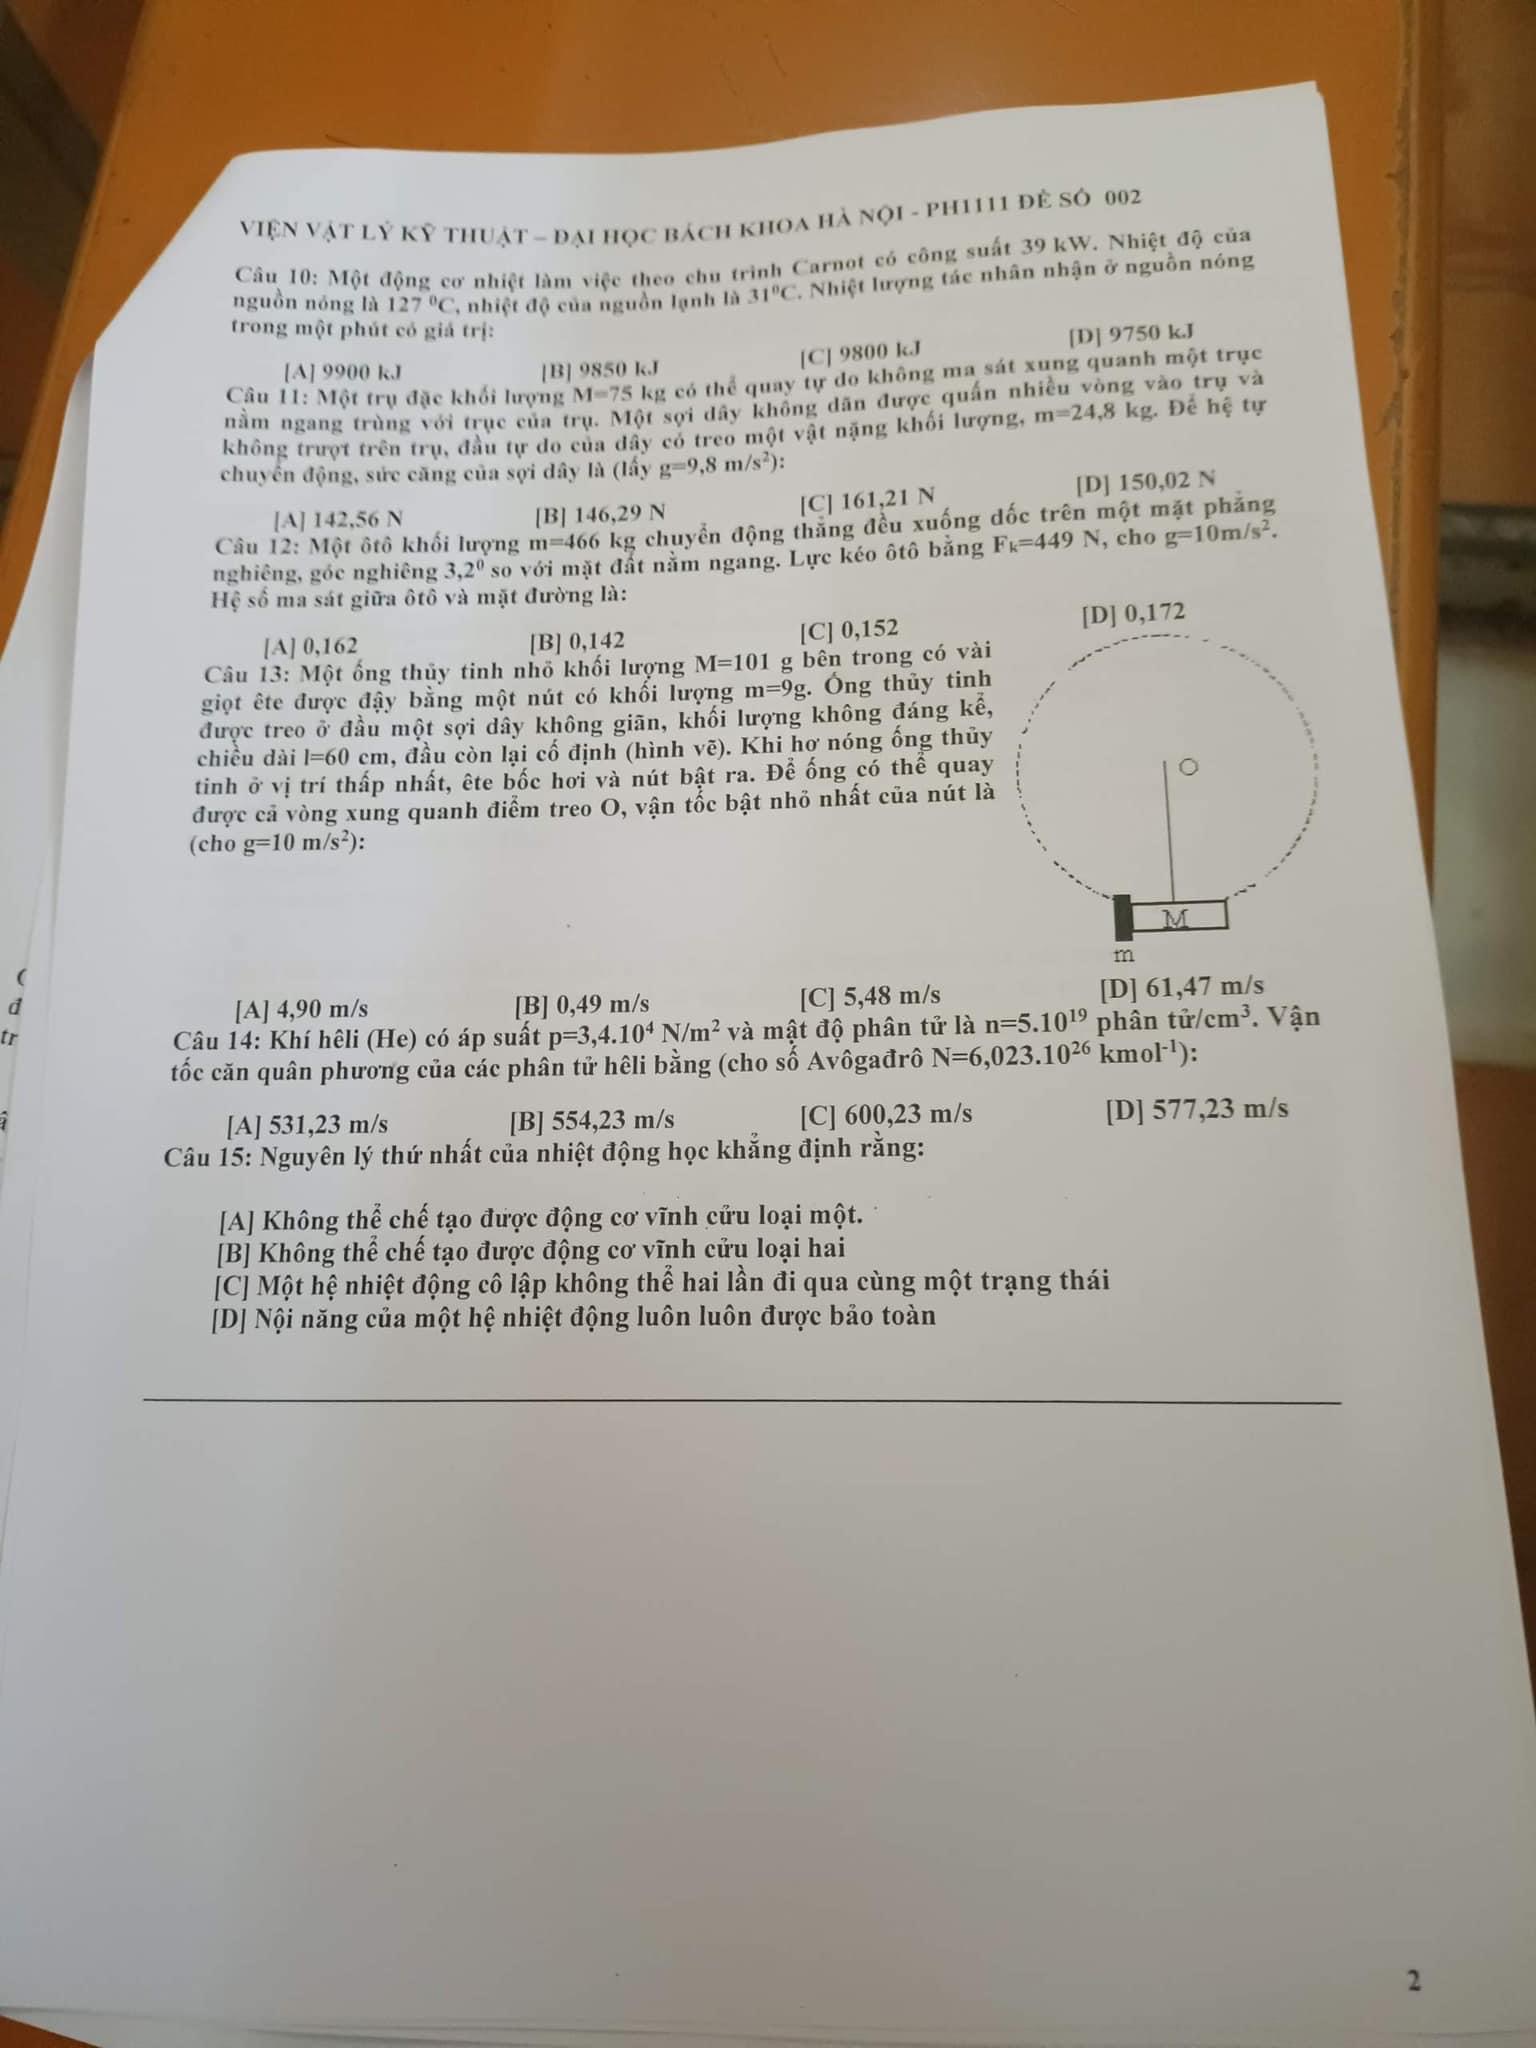 VIỆN VẬT LÝ KỸ THUẬT – ĐẠI HỌC BÁCH KHOA HÀ NỘI - PH1111 ĐỀ SỐ 002
Câu 10: Một động cơ nhiệt làm việc theo chu trình Carnot có công suất 39 kW. Nhiệt độ của
nguồn nóng là 127 ⁰C, nhiệt độ của nguồn lạnh là 31⁰C. Nhiệt lượng tác nhân nhận ở nguồn nóng
trong một phút có giá trị:
[A] 9900 kJ [B] 9850 kJ [C] 9800 kJ [D] 9750 kJ
Câu 11: Một trụ đặc khối lượng M=75 kg có thể quay tự do không ma sát xung quanh một trục
nằm ngang trùng với trục của trụ. Một sợi dây không dãn được quấn nhiều vòng vào trụ và
không trượt trên trụ, đầu tự do của dây có treo một vật nặng khối lượng, m=24,8 kg. Để hệ tự
chuyển động, sức căng của sợi dây là (lấy g=9,8 m/s²):
[A] 142,56 N [B] 146,29 N [C] 161,21 N [D] 150,02 N
Câu 12: Một ôtô khối lượng m=466 kg chuyển động thẳng đều xuống dốc trên một mặt phẳng
nghiêng, góc nghiêng 3,2⁰ so với mặt đất nằm ngang. Lực kéo ôtô bằng Fₖ=449 N, cho g=10m/s².
Hệ số ma sát giữa ôtô và mặt đường là:
[A] 0,162 [B] 0,142 [C] 0,152 [D] 0,172
Câu 13: Một ống thủy tinh nhỏ khối lượng M=101 g bên trong có vài
giọt ête được đậy bằng một nút có khối lượng m=9g. Ống thủy tinh
được treo ở đầu một sợi dây không giãn, khối lượng không đáng kể,
chiều dài l=60 cm, đầu còn lại cố định (hình vẽ). Khi hơ nóng ống thủy
tinh ở vị trí thấp nhất, ête bốc hơi và nút bật ra. Để ống có thể quay
được cả vòng xung quanh điểm treo O, vận tốc bật nhỏ nhất của nút là
(cho g=10 m/s²):
O
M
m
[A] 4,90 m/s [B] 0,49 m/s [C] 5,48 m/s [D] 61,47 m/s
Câu 14: Khí hêli (He) có áp suất p=3,4.10⁴ N/m² và mật độ phân tử là n=5.10¹⁹ phân tử/cm³. Vận
tốc căn quân phương của các phân tử hêli bằng (cho số Avôgađrô N=6,023.10²⁶ kmol⁻¹):
[A] 531,23 m/s [B] 554,23 m/s [C] 600,23 m/s [D] 577,23 m/s
Câu 15: Nguyên lý thứ nhất của nhiệt động học khẳng định rằng:
[A] Không thể chế tạo được động cơ vĩnh cửu loại một.
[B] Không thể chế tạo được động cơ vĩnh cửu loại hai
[C] Một hệ nhiệt động cô lập không thể hai lần đi qua cùng một trạng thái
[D] Nội năng của một hệ nhiệt động luôn luôn được bảo toàn
2